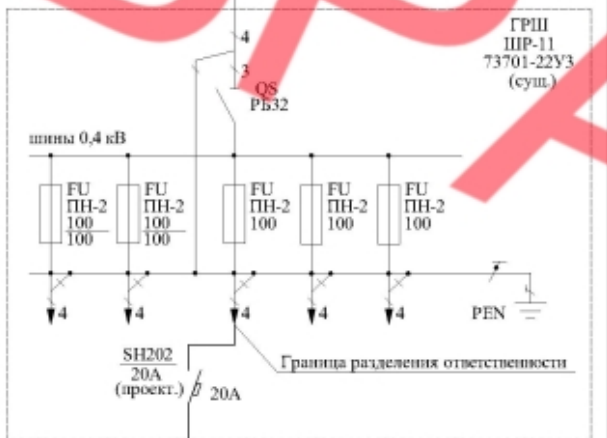 ГРШ
ШР-11
73701-22У3
(сущ.)
4
3
QS
РБ32
шины 0,4 кВ
FU
ПН-2
100
100
FU
ПН-2
100
100
FU
ПН-2
100
FU
ПН-2
100
FU
ПН-2
100
4
4
4
4
4
PEN
Граница разделения ответственности
SH202
20А
(проект.)
20А